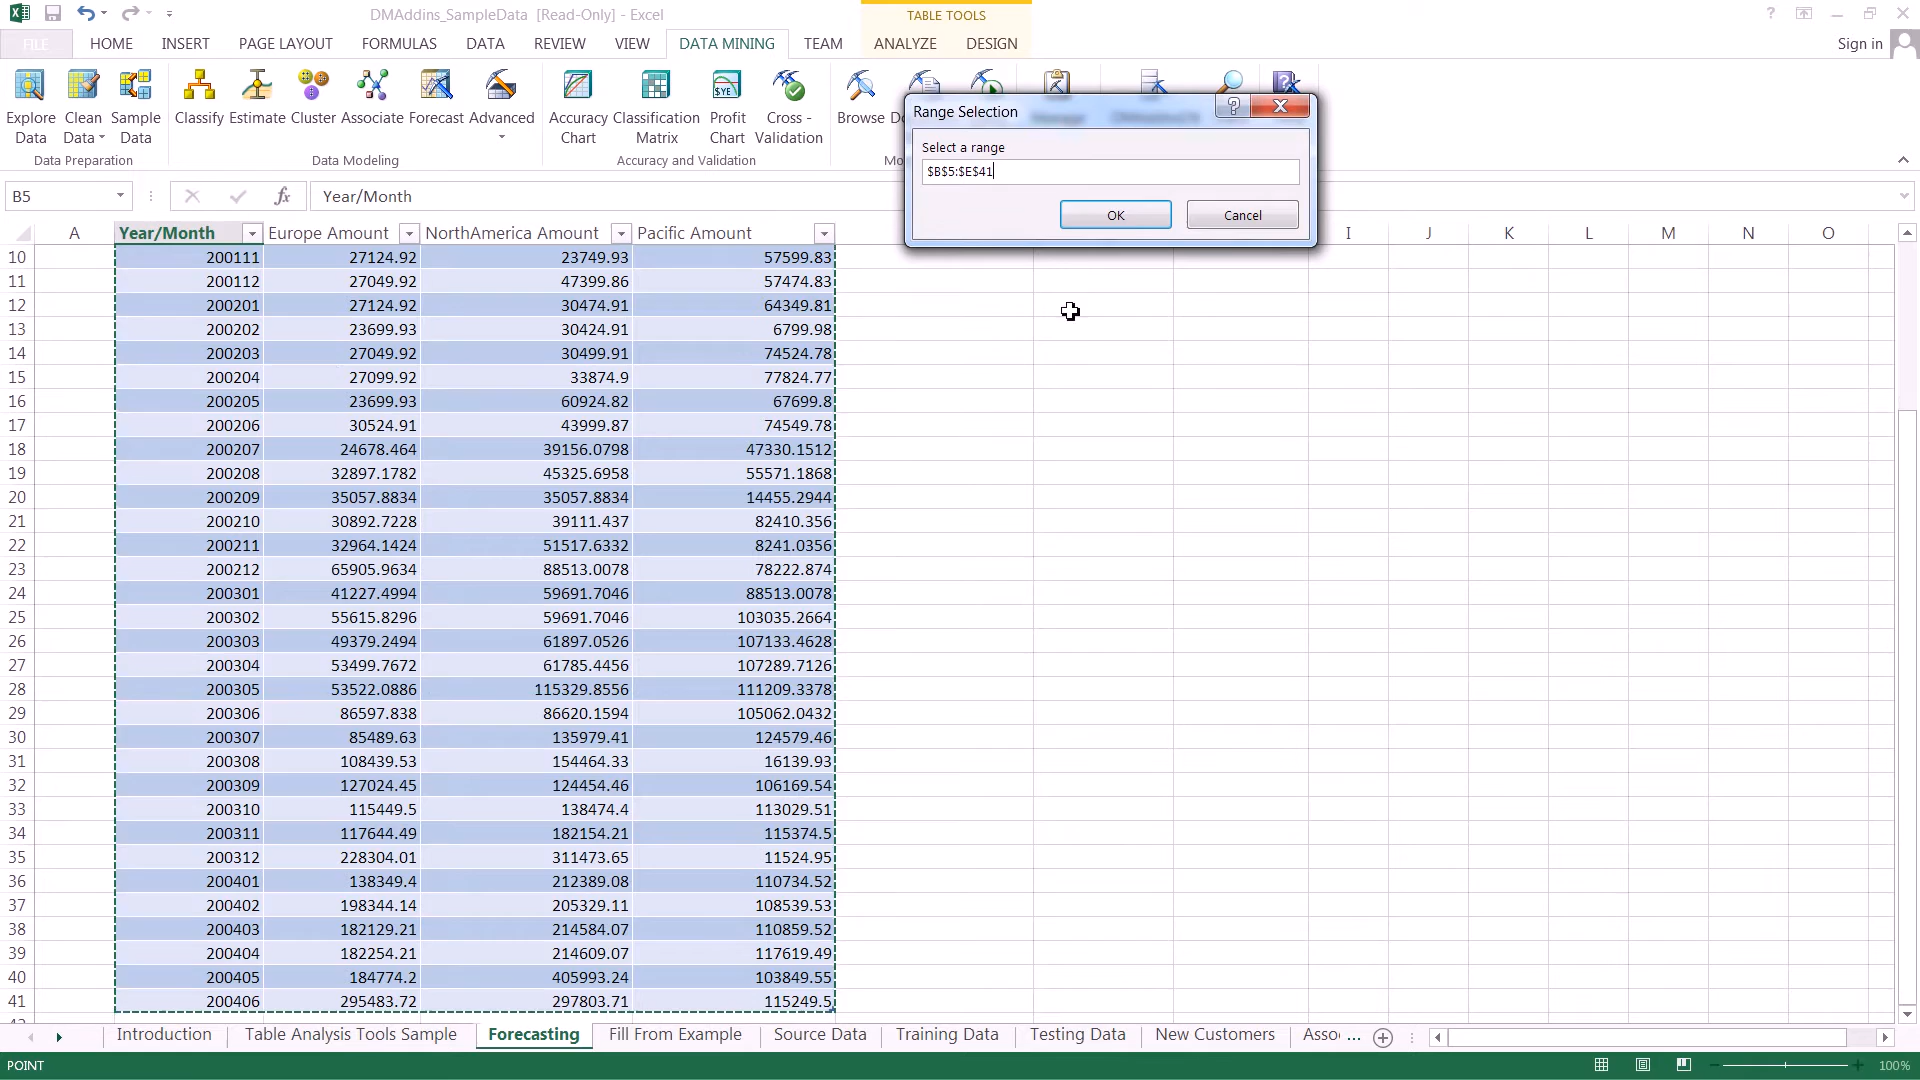 DMAddins_SampleData [Read-Only] - Excel
TABLE TOOLS
FILE HOME INSERT PAGE LAYOUT FORMULAS DATA REVIEW VIEW DATA MINING TEAM ANALYZE DESIGN
Sign in
Explore Data
Clean Data
Sample Data
Classify Estimate Cluster Associate Forecast Advanced
Accuracy Chart
Classification Matrix
Profit Chart
Cross - Validation
Browse
Data Preparation
Data Modeling
Accuracy and Validation
Range Selection
Select a range
$B$5:$E$41
OK Cancel
B5 fx Year/Month
A Year/Month Europe Amount NorthAmerica Amount Pacific Amount I J K L M N O
10 200111 27124.92 23749.93 57599.83
11 200112 27049.92 47399.86 57474.83
12 200201 27124.92 30474.91 64349.81
13 200202 23699.93 30424.91 6799.98
14 200203 27049.92 30499.91 74524.78
15 200204 27099.92 33874.9 77824.77
16 200205 23699.93 60924.82 67699.8
17 200206 30524.91 43999.87 74549.78
18 200207 24678.464 39156.0798 47330.1512
19 200208 32897.1782 45325.6958 55571.1868
20 200209 35057.8834 35057.8834 14455.2944
21 200210 30892.7228 39111.437 82410.356
22 200211 32964.1424 51517.6332 8241.0356
23 200212 65905.9634 88513.0078 78222.874
24 200301 41227.4994 59691.7046 88513.0078
25 200302 55615.8296 59691.7046 103035.2664
26 200303 49379.2494 61897.0526 107133.4628
27 200304 53499.7672 61785.4456 107289.7126
28 200305 53522.0886 115329.8556 111209.3378
29 200306 86597.838 86620.1594 105062.0432
30 200307 85489.63 135979.41 124579.46
31 200308 108439.53 154464.33 16139.93
32 200309 127024.45 124454.46 106169.54
33 200310 115449.5 138474.4 113029.51
34 200311 117644.49 182154.21 115374.5
35 200312 228304.01 311473.65 11524.95
36 200401 138349.4 212389.08 110734.52
37 200402 198344.14 205329.11 108539.53
38 200403 182129.21 214584.07 110859.52
39 200404 182254.21 214609.07 117619.49
40 200405 184774.2 405993.24 103849.55
41 200406 295483.72 297803.71 115249.5
Introduction Table Analysis Tools Sample Forecasting Fill From Example Source Data Training Data Testing Data New Customers Asso ...
POINT
100%